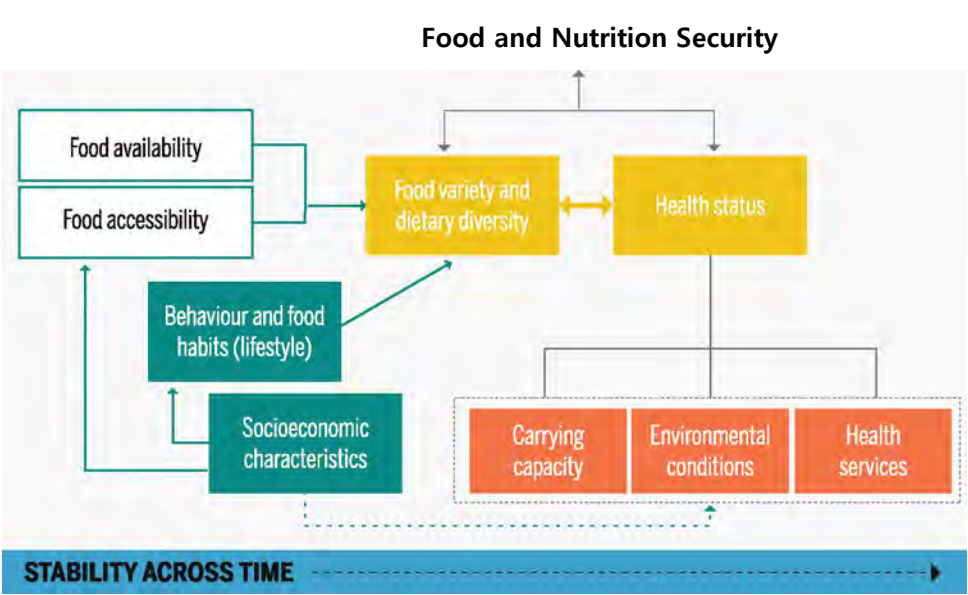 Food and Nutrition Security
Food availability
Food accessibility
Food variety and
dietary diversity
Health status
Behaviour and food
habits (lifestyle)
Socioeconomic
characteristics
Carrying
capacity
Environmental
conditions
Health
services
STABILITY ACROSS TIME